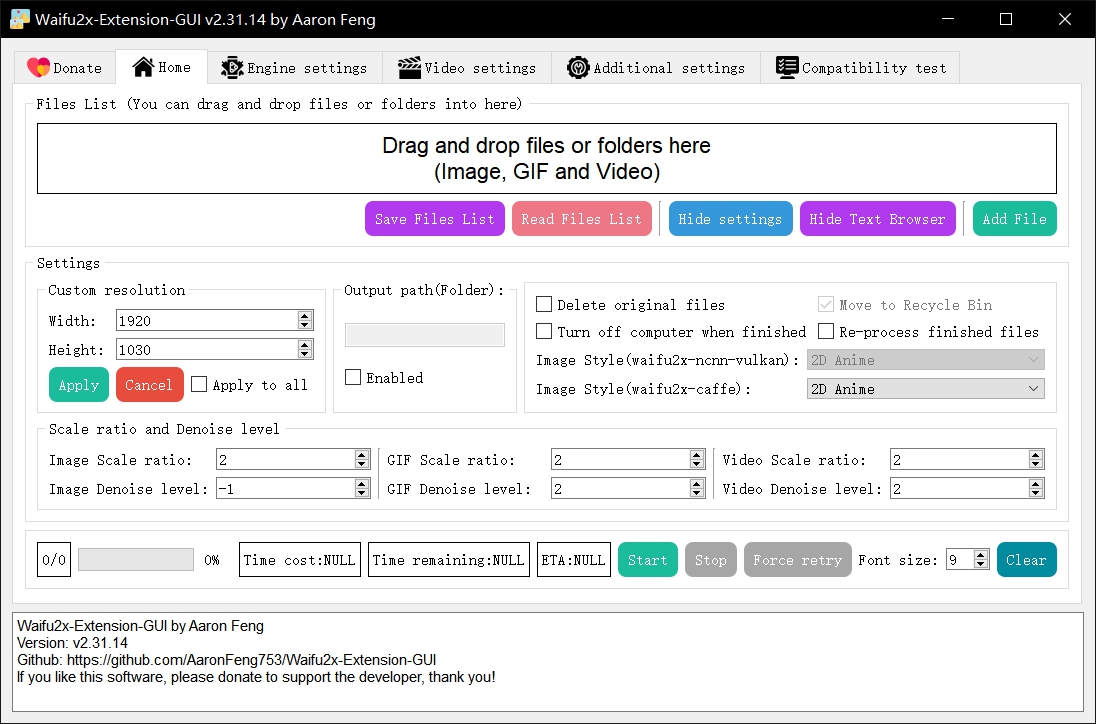 Waifu2x-Extension-GUI v2.31.14 by Aaron Feng
Donate
Home
Engine settings
Video settings
Additional settings
Compatibility test
Files List (You can drag and drop files or folders into here)
Drag and drop files or folders here
(Image, GIF and Video)
Save Files List
Read Files List
Hide settings
Hide Text Browser
Add File
Settings
Custom resolution
Width: 1920
Height: 1030
Apply
Cancel
Apply to all
Output path(Folder):
Enabled
Delete original files
Move to Recycle Bin
Turn off computer when finished
Re-process finished files
Image Style(waifu2x-ncnn-vulkan): 2D Anime
Image Style(waifu2x-caffe): 2D Anime
Scale ratio and Denoise level
Image Scale ratio: 2
GIF Scale ratio: 2
Video Scale ratio: 2
Image Denoise level: -1
GIF Denoise level: 2
Video Denoise level: 2
0/0
0%
Time cost:NULL
Time remaining:NULL
ETA:NULL
Start
Stop
Force retry
Font size: 9
Clear
Waifu2x-Extension-GUI by Aaron Feng
Version: v2.31.14
Github: https://github.com/AaronFeng753/Waifu2x-Extension-GUI
If you like this software, please donate to support the developer, thank you!